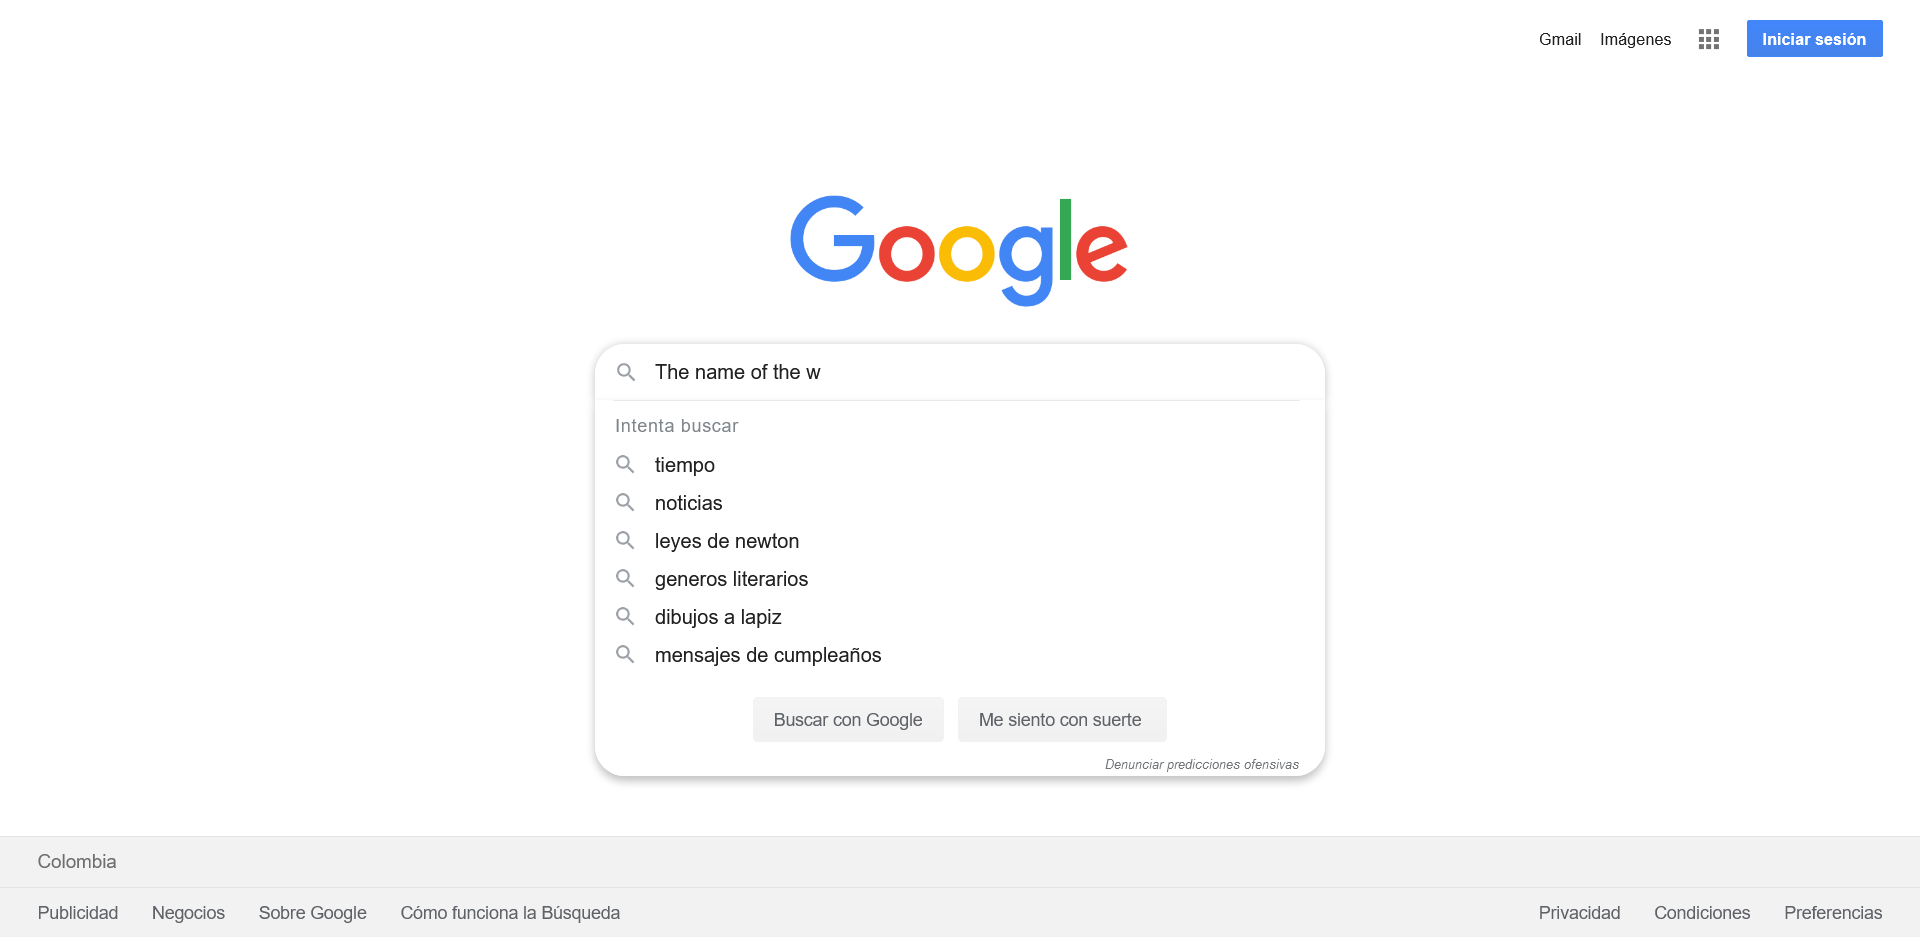 Gmail Imágenes Iniciar sesión
Google
The name of the w
Intenta buscar
tiempo
noticias
leyes de newton
generos literarios
dibujos a lapiz
mensajes de cumpleaños
Buscar con Google Me siento con suerte
Denunciar predicciones ofensivas
Colombia
Publicidad Negocios Sobre Google Cómo funciona la Búsqueda Privacidad Condiciones Preferencias